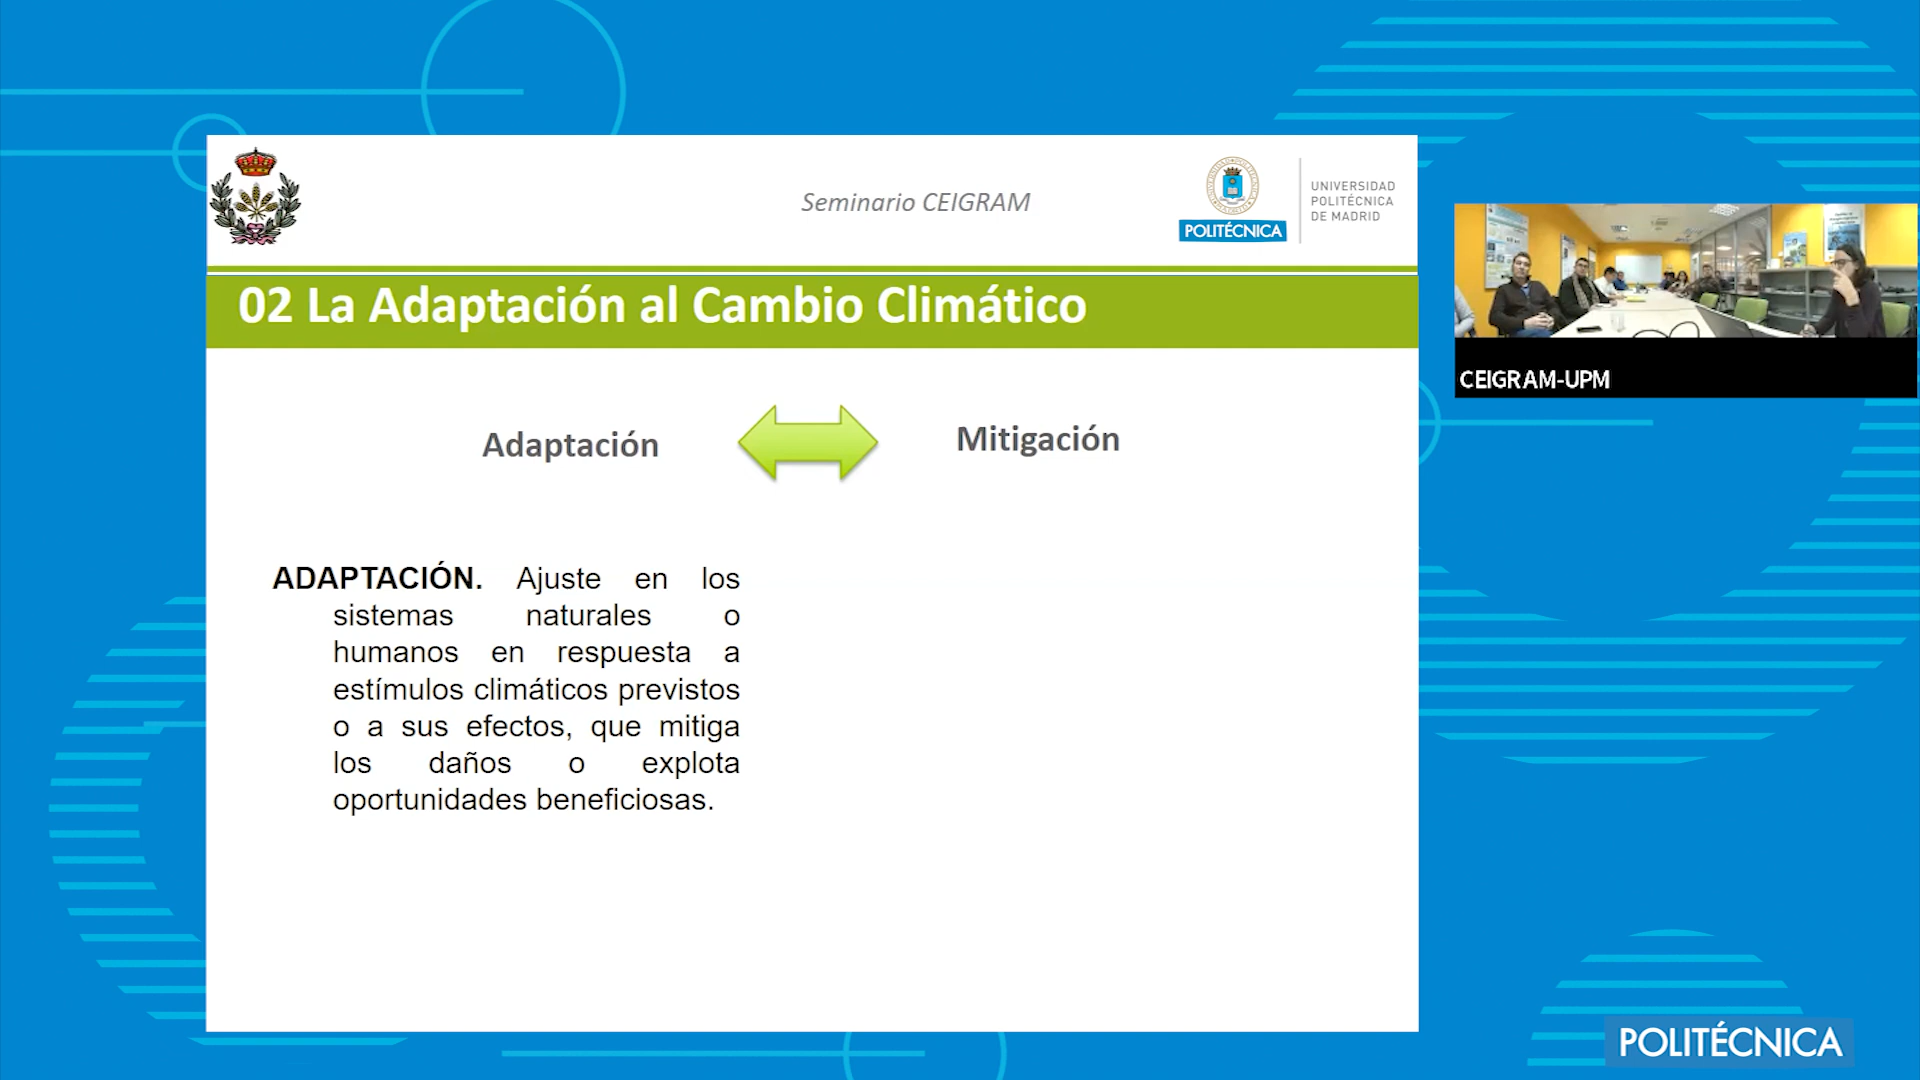 Seminario CEIGRAM
POLITÉCNICA
UNIVERSIDAD
POLITÉCNICA
DE MADRID
02 La Adaptación al Cambio Climático
Adaptación
Mitigación
ADAPTACIÓN. Ajuste en los
sistemas naturales o
humanos en respuesta a
estímulos climáticos previstos
o a sus efectos, que mitiga
los daños o explota
oportunidades beneficiosas.
CEIGRAM-UPM
POLITÉCNICA